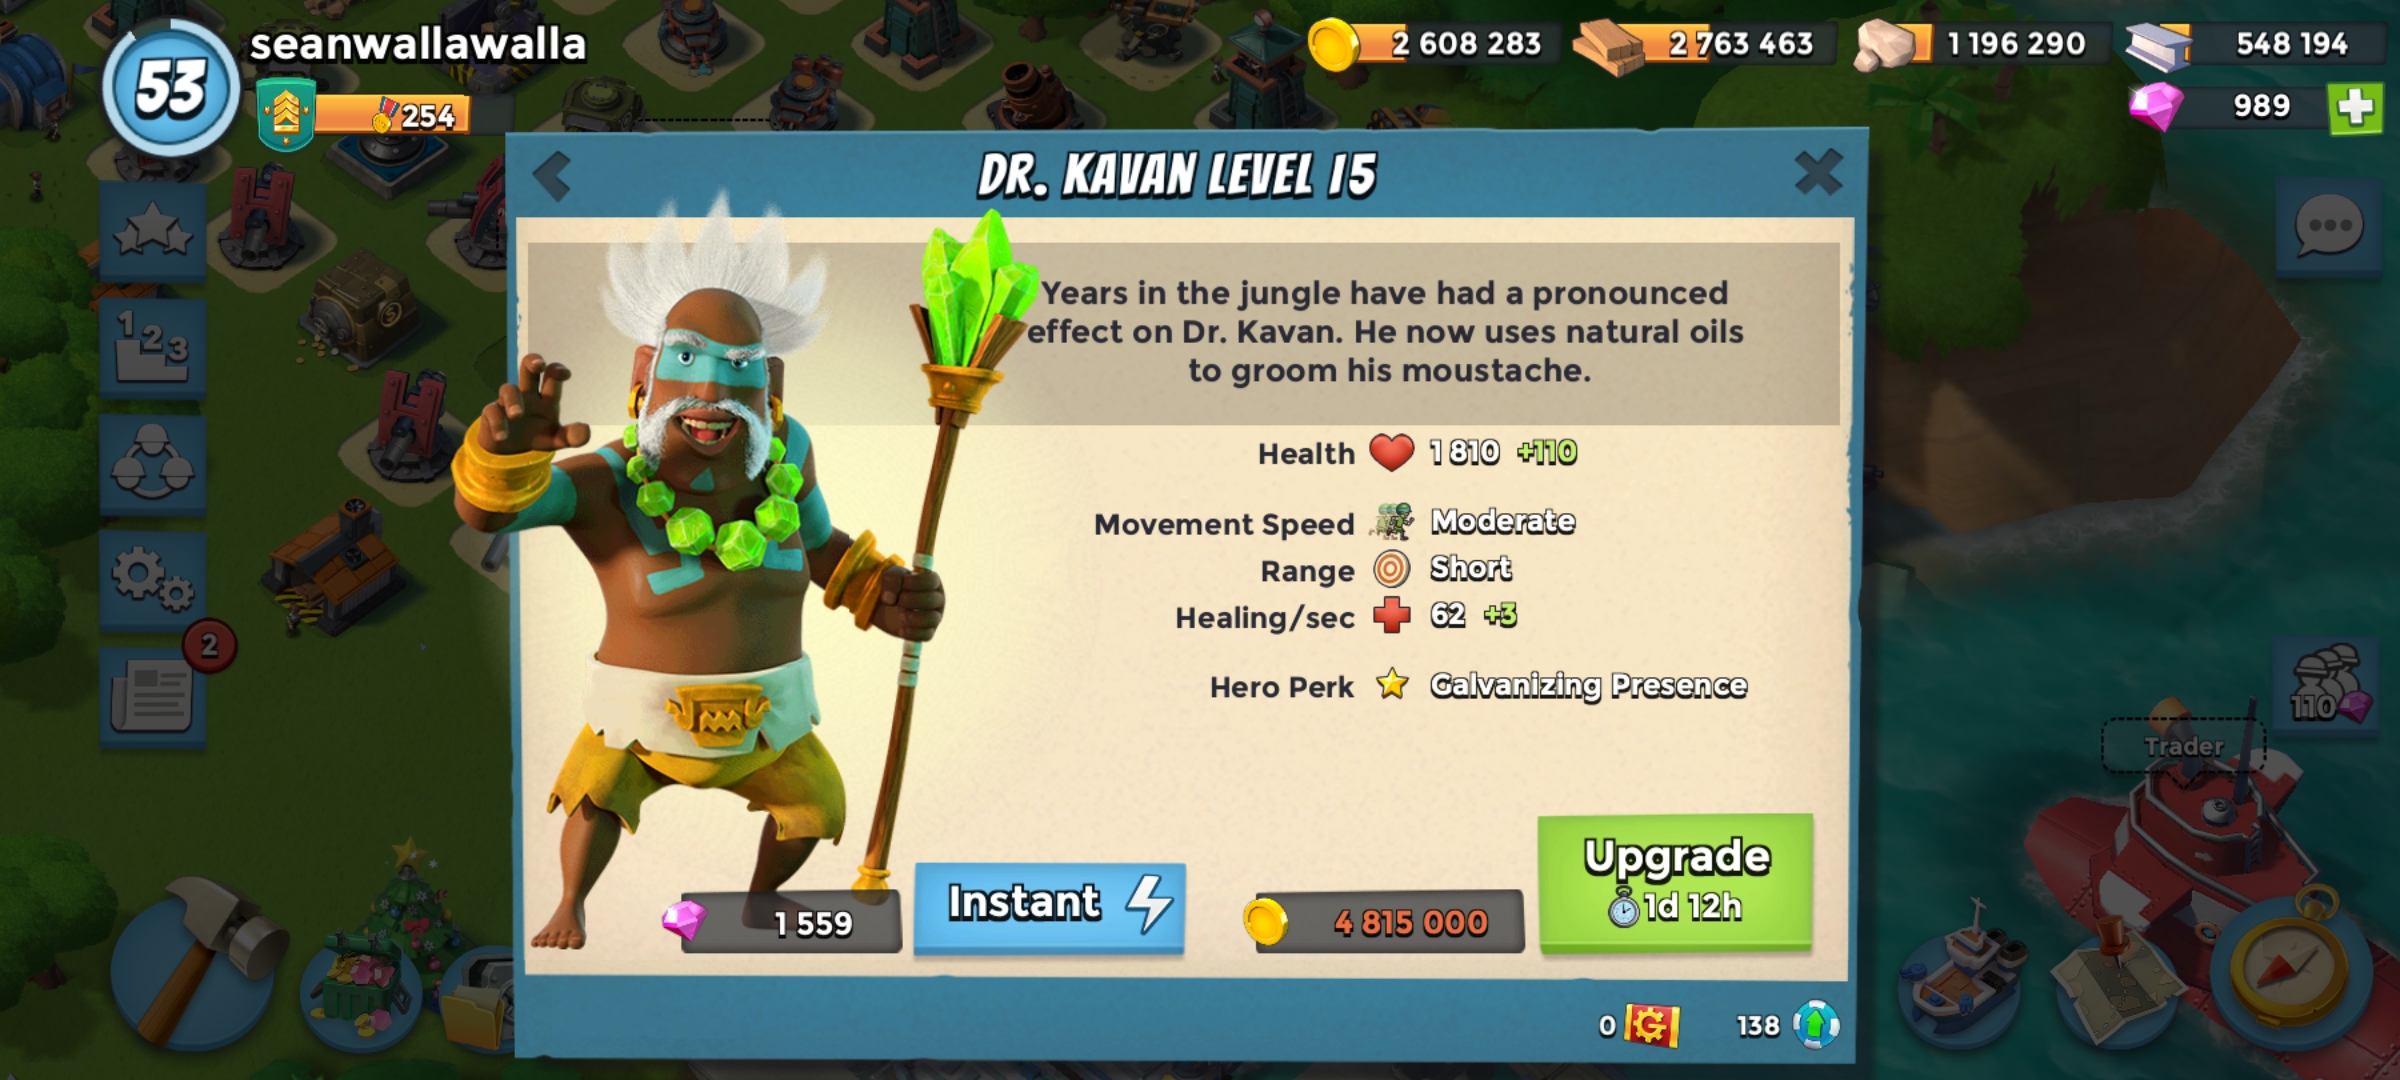 53
seanwallawalla
254
2 608 283
2 763 463
1 196 290
548 194
989
DR. KAVAN LEVEL 15
Years in the jungle have had a pronounced
effect on Dr. Kavan. He now uses natural oils
to groom his moustache.
Health 1 810 +110
Movement Speed Moderate
Range Short
Healing/sec 62 +3
Hero Perk Galvanizing Presence
1 2 3
2
110
Trader
1 559
Instant
4 815 000
Upgrade
1d 12h
0 G
138